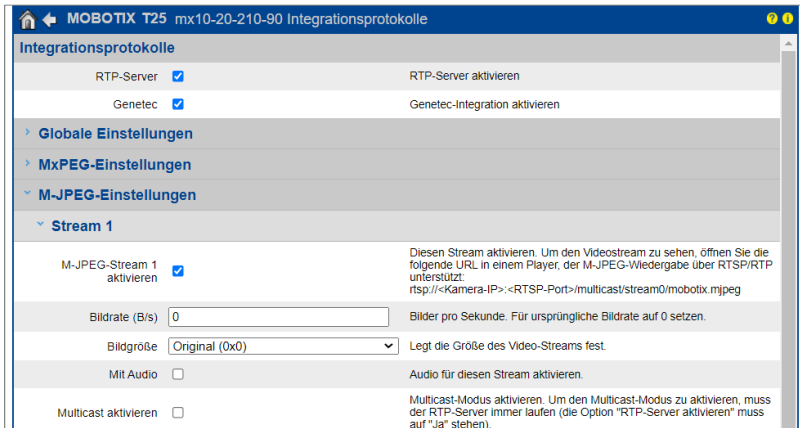 MOBOTIX T25 mx10-20-210-90 Integrationsprotokolle
Integrationsprotokolle
RTP-Server RTP-Server aktivieren
Genetec Genetec-Integration aktivieren
Globale Einstellungen
MxPEG-Einstellungen
M-JPEG-Einstellungen
Stream 1
M-JPEG-Stream 1
aktivieren
Diesen Stream aktivieren. Um den Videostream zu sehen, öffnen Sie die
folgende URL in einem Player, der M-JPEG-Wiedergabe über RTSP/RTP
unterstützt:
rtsp://<Kamera-IP>:<RTSP-Port>/multicast/stream0/mobotix.mjpeg
Bildrate (B/s) 0 Bilder pro Sekunde. Für ursprüngliche Bildrate auf 0 setzen.
Bildgröße Original (0x0) Legt die Größe des Video-Streams fest.
Mit Audio Audio für diesen Stream aktivieren.
Multicast aktivieren
Multicast-Modus aktivieren. Um den Multicast-Modus zu aktivieren, muss
der RTP-Server immer laufen (die Option "RTP-Server aktivieren" muss
auf "Ja" stehen).